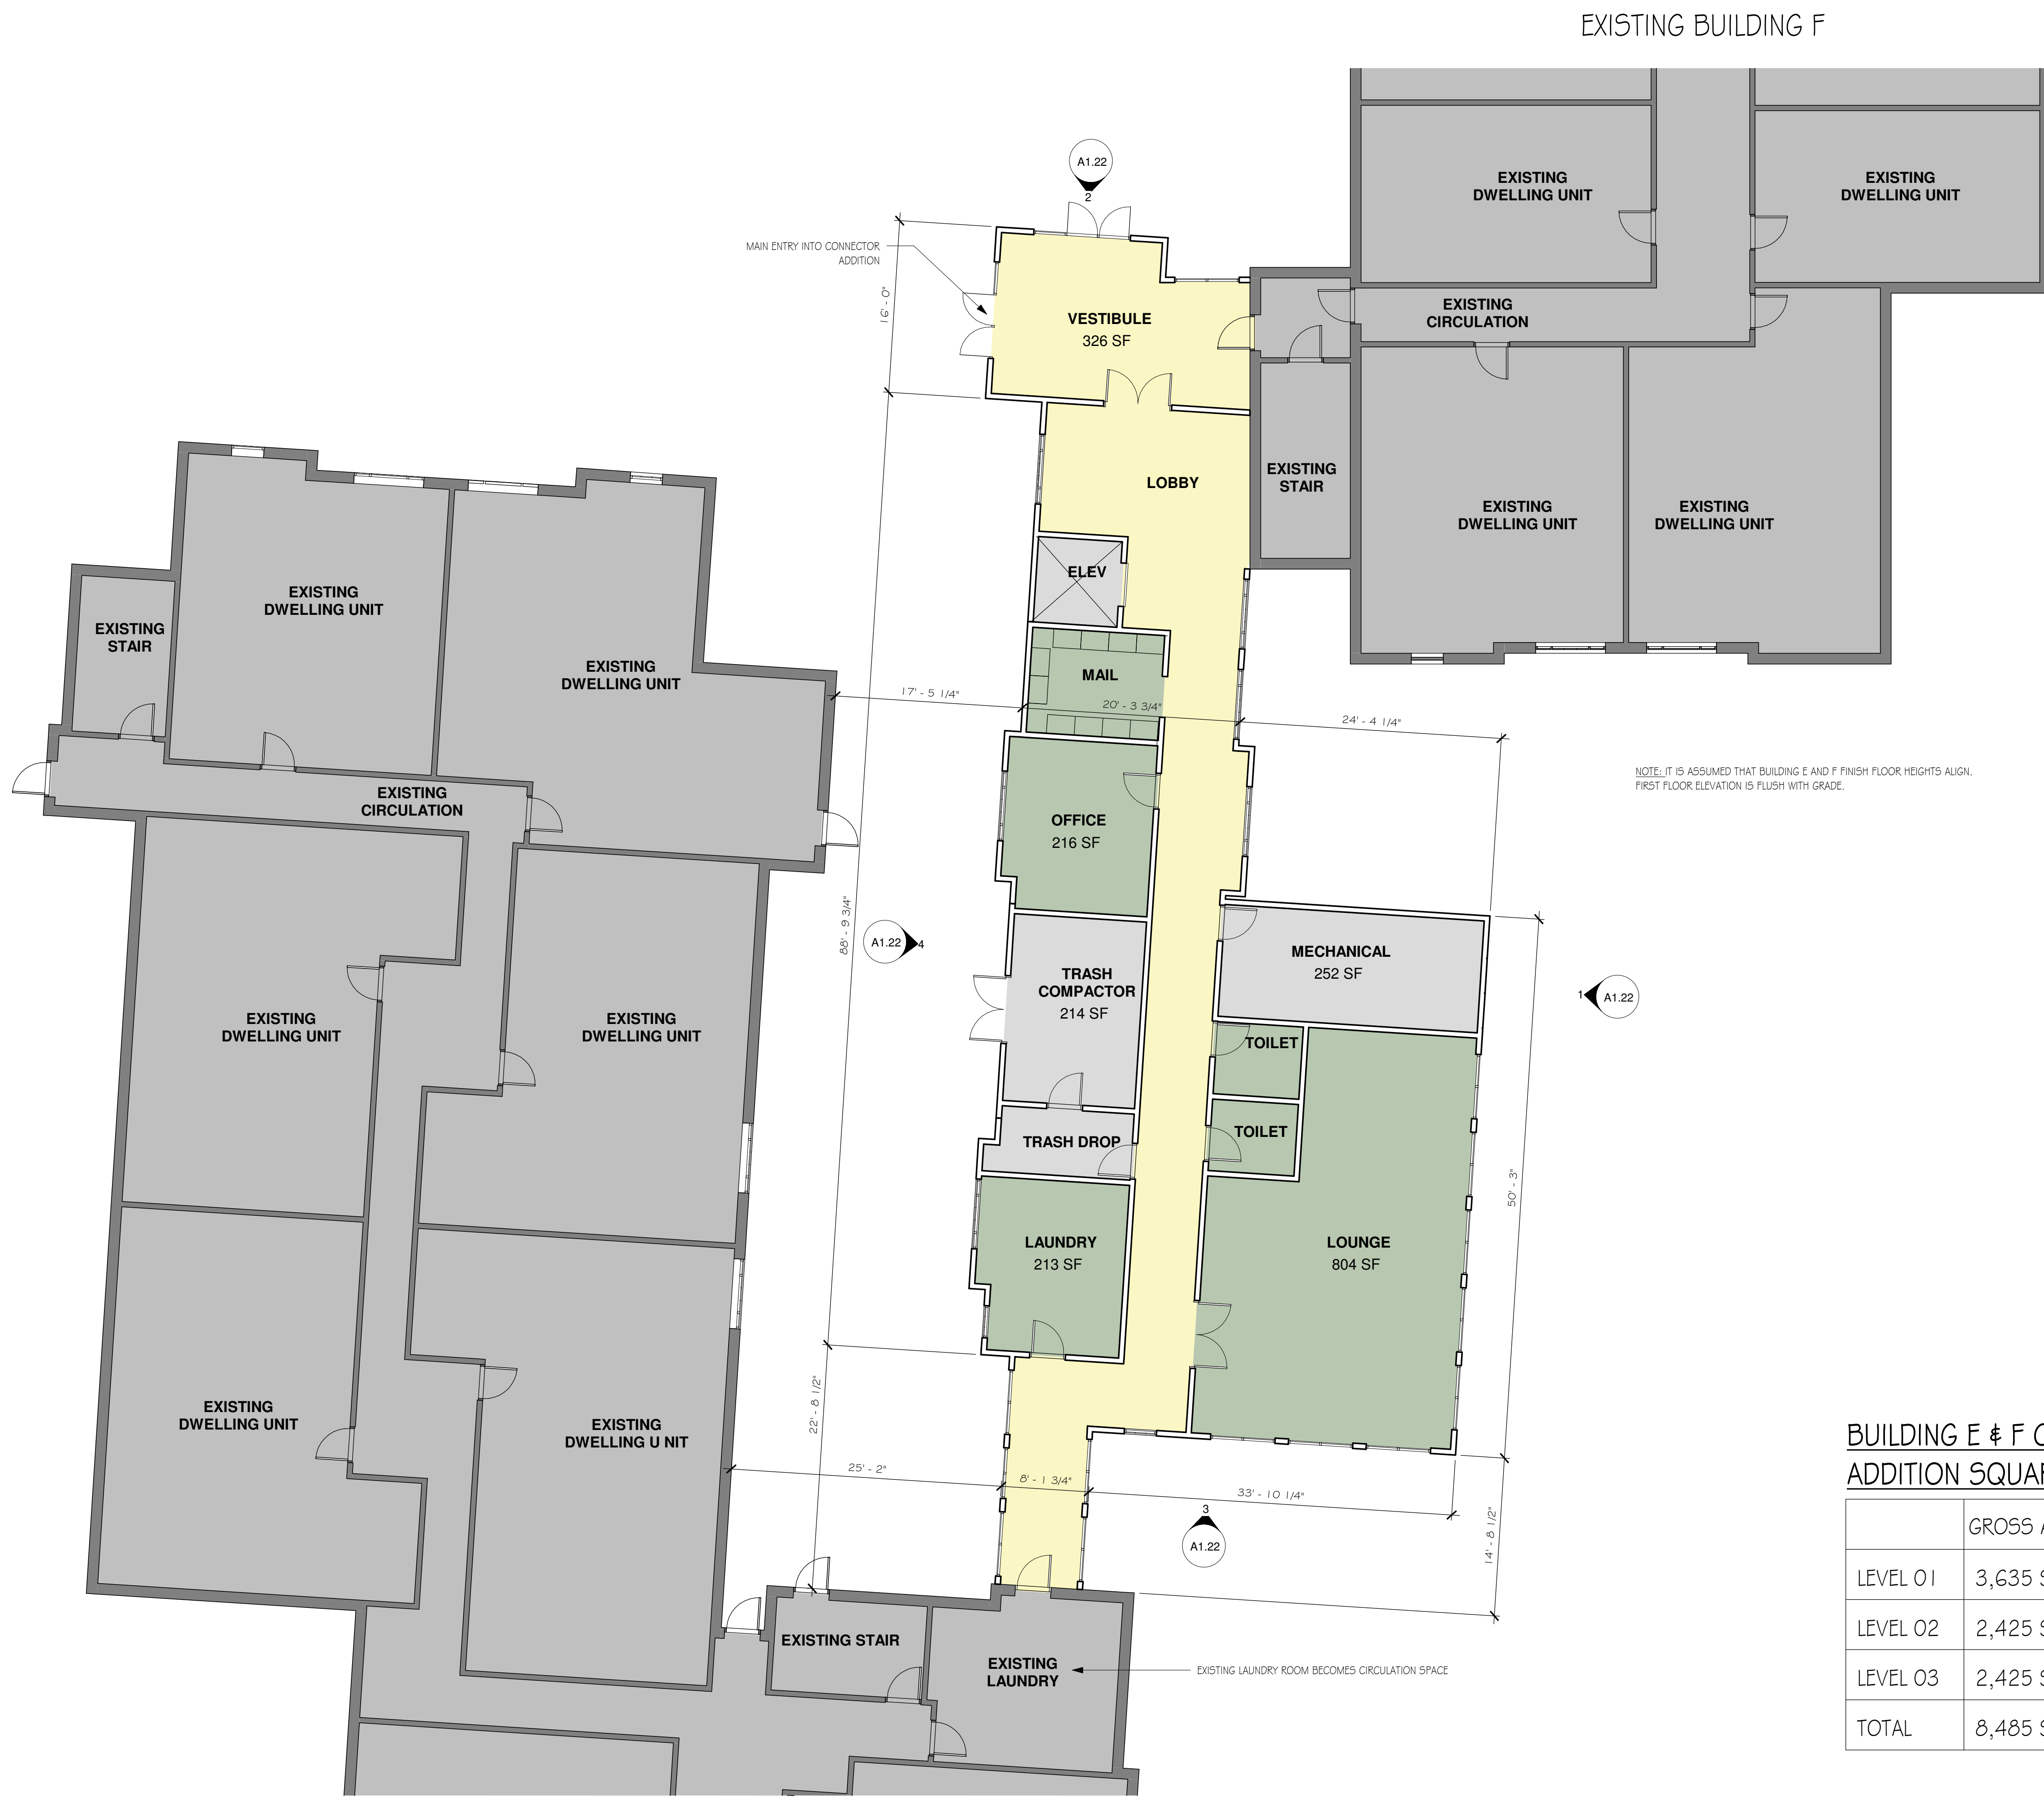 EXISTING BUILDING F
EXISTING
DWELLING UNIT
EXISTING
DWELLING UNIT
A1.22
2
MAIN ENTRY INTO CONNECTOR
ADDITION
16' - 0"
VESTIBULE
326 SF
EXISTING
CIRCULATION
LOBBY
EXISTING
STAIR
EXISTING
DWELLING UNIT
EXISTING
DWELLING UNIT
ELEV
EXISTING
DWELLING UNIT
EXISTING
STAIR
EXISTING
DWELLING UNIT
MAIL
17' - 5 1/4"
20' - 3 3/4"
24' - 4 1/4"
NOTE: IT IS ASSUMED THAT BUILDING E AND F FINISH FLOOR HEIGHTS ALIGN.
FIRST FLOOR ELEVATION IS FLUSH WITH GRADE.
EXISTING
CIRCULATION
OFFICE
216 SF
88' - 9 3/4"
A1.22
4
MECHANICAL
252 SF
TRASH
COMPACTOR
214 SF
1
A1.22
EXISTING
DWELLING UNIT
EXISTING
DWELLING UNIT
TOILET
TOILET
TRASH DROP
50' - 3"
LAUNDRY
213 SF
LOUNGE
804 SF
EXISTING
DWELLING UNIT
EXISTING
DWELLING U NIT
22' - 8 1/2"
25' - 2"
8' - 1 3/4"
33' - 10 1/4"
3
A1.22
14' - 8 1/2"
EXISTING STAIR
EXISTING
LAUNDRY
EXISTING LAUNDRY ROOM BECOMES CIRCULATION SPACE
BUILDING E & F
ADDITION
GROSS
LEVEL 01 3,635
LEVEL 02 2,425
LEVEL 03 2,425
TOTAL 8,485